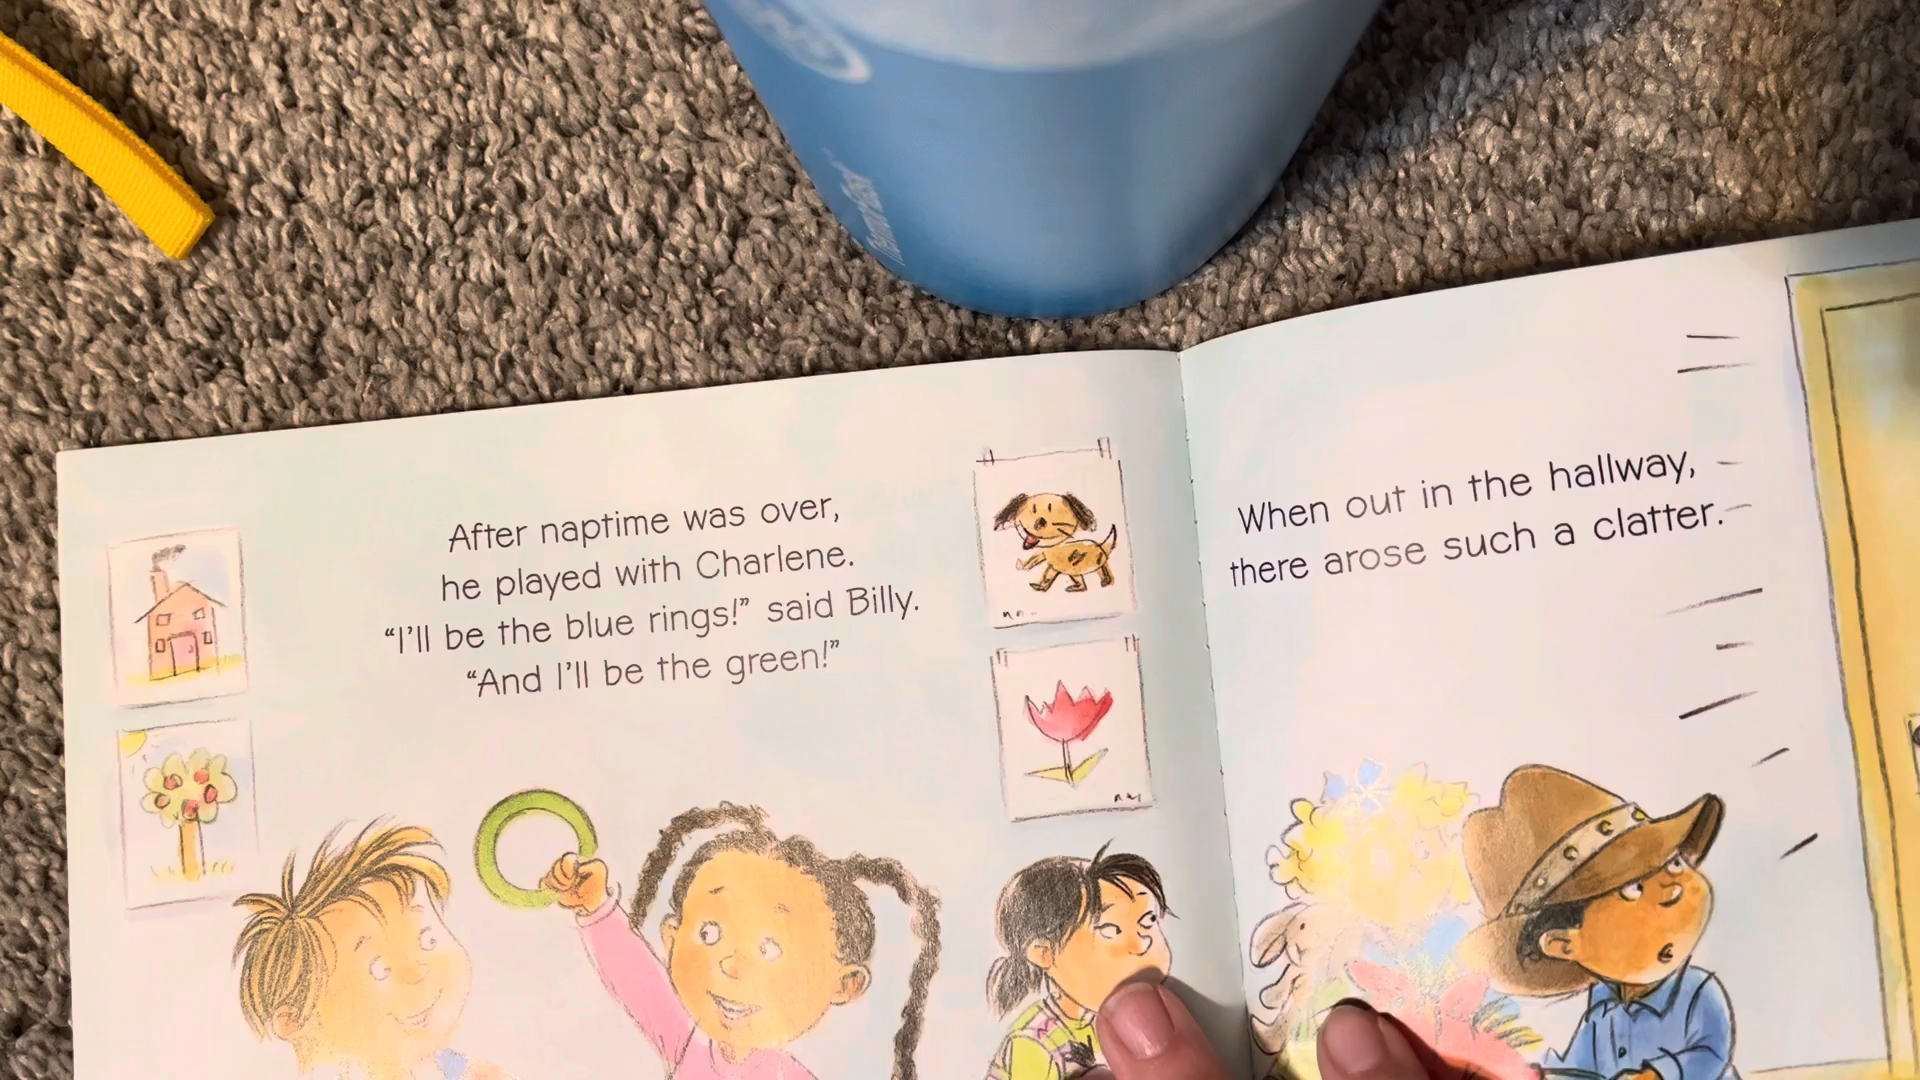 After naptime was over,
he played with Charlene.
“I’ll be the blue rings!” said Billy.
“And I’ll be the green!”
When out in the hallway,
there arose such a clatter.